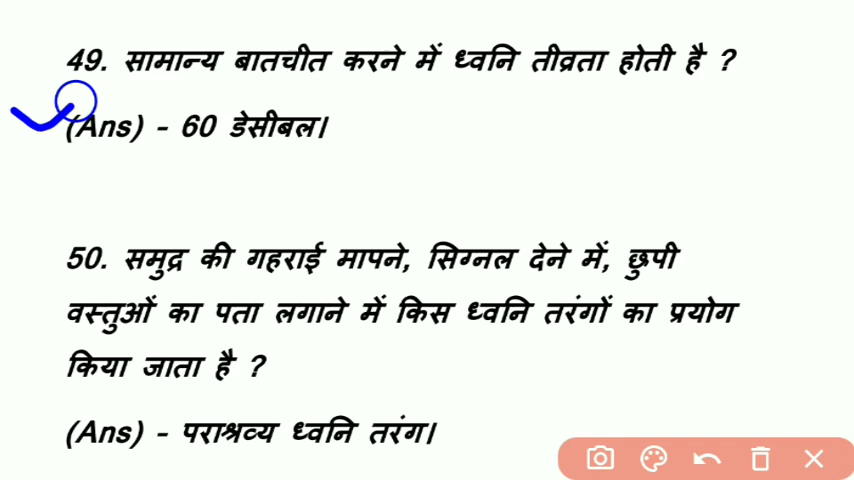 49. सामान्य बातचीत करने में ध्वनि तीव्रता होती है ?
(Ans) - 60 डेसीबल।
50. समुद्र की गहराई मापने, सिग्नल देने में, छुपी
वस्तुओं का पता लगाने में किस ध्वनि तरंगों का प्रयोग
किया जाता है ?
(Ans) - पराश्रव्य ध्वनि तरंग।